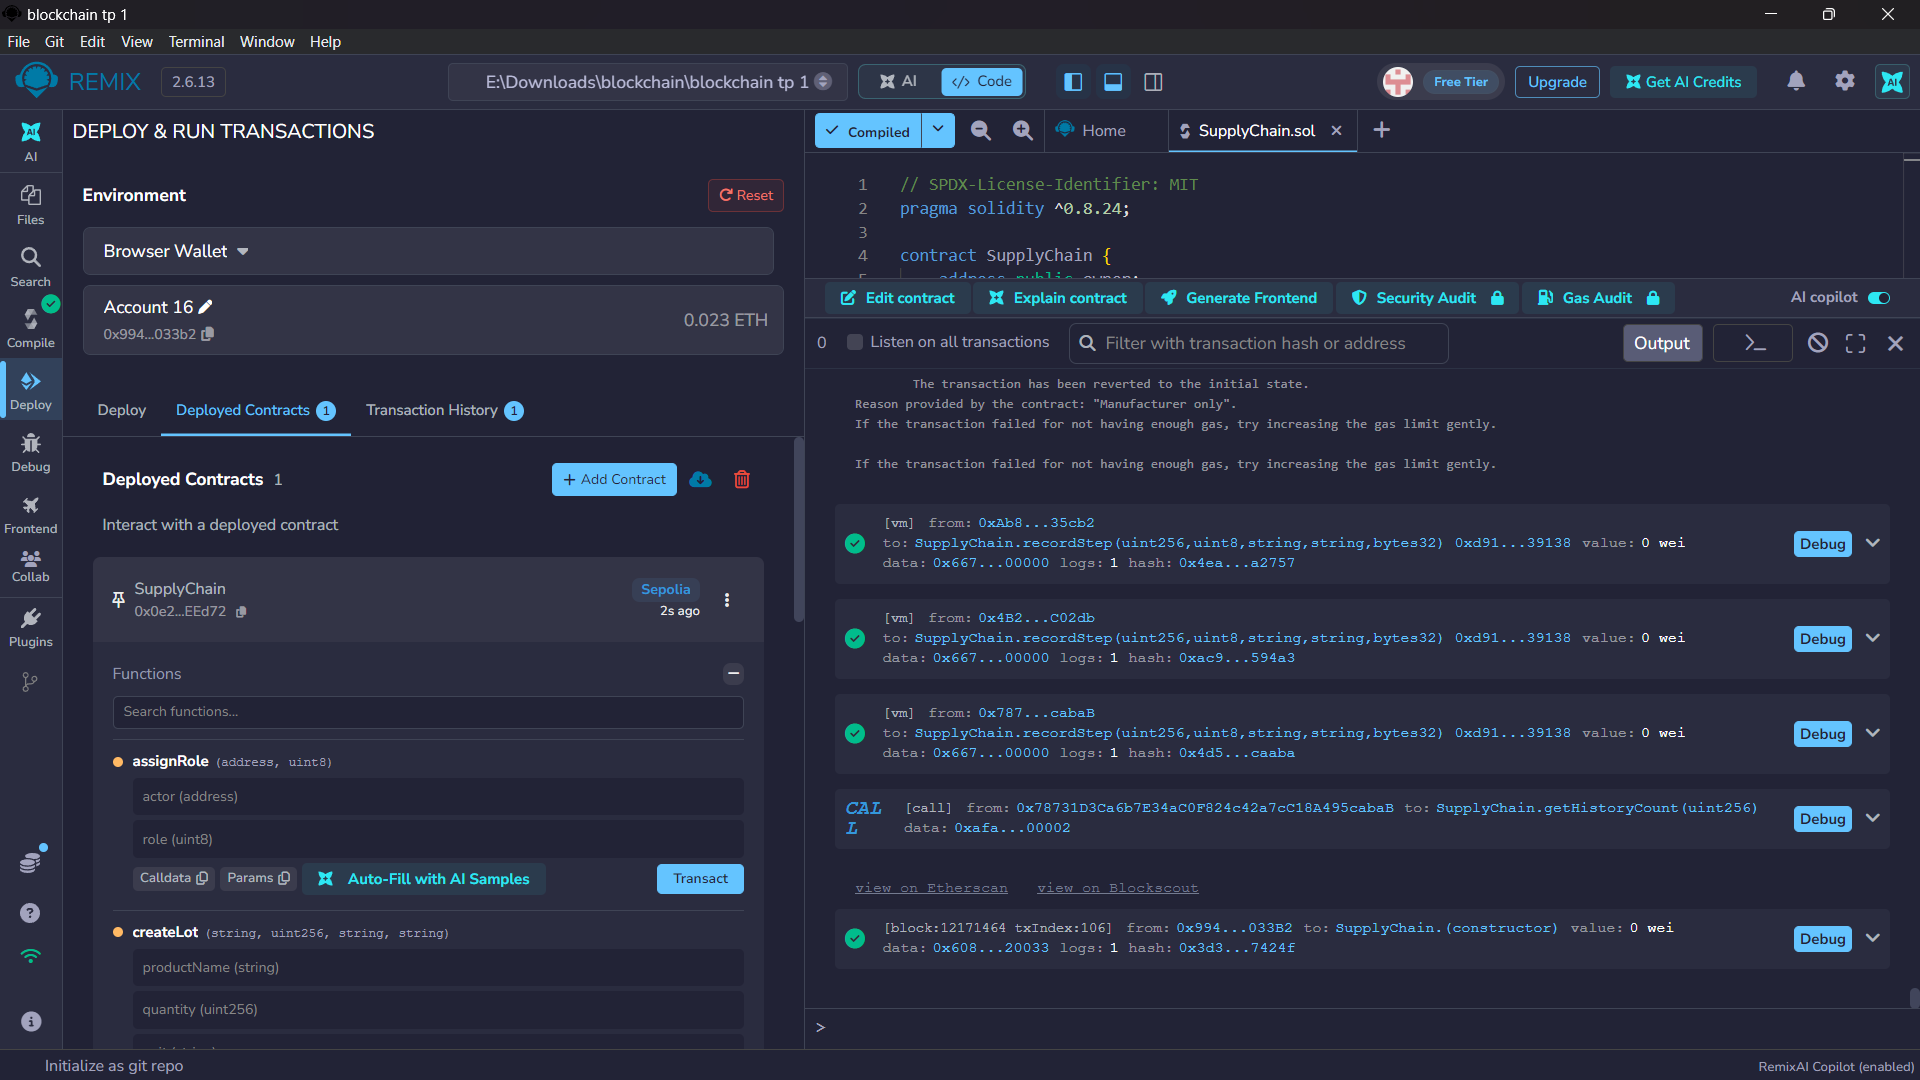 blockchain tp 1
File Git Edit View Terminal Window Help
REMIX 2.6.13 E:\Downloads\blockchain\blockchain tp 1 AI </> Code Free Tier Upgrade Get AI Credits AI
AI
AI
Files
Search
Compile
Deploy
Debug
Frontend
Collab
Plugins
DEPLOY & RUN TRANSACTIONS
Environment
Reset
Browser Wallet
Account 16
0x994...033b2
0.023 ETH
Deploy Deployed Contracts 1 Transaction History 1
Deployed Contracts 1
+ Add Contract
Interact with a deployed contract
SupplyChain
0x0e2...EEd72
Sepolia
2s ago
Functions
Search functions...
assignRole (address, uint8)
actor (address)
role (uint8)
Calldata Params Auto-Fill with AI Samples Transact
createLot (string, uint256, string, string)
productName (string)
quantity (uint256)
Compiled Home SupplyChain.sol
1 // SPDX-License-Identifier: MIT
2 pragma solidity ^0.8.24;
3
4 contract SupplyChain {
5 address public owner;
Edit contract Explain contract Generate Frontend Security Audit Gas Audit AI copilot
0 Listen on all transactions Filter with transaction hash or address Output >_
The transaction has been reverted to the initial state.
Reason provided by the contract: "Manufacturer only".
If the transaction failed for not having enough gas, try increasing the gas limit gently.
If the transaction failed for not having enough gas, try increasing the gas limit gently.
[vm] from: 0xAb8...35cb2
to: SupplyChain.recordStep(uint256,uint8,string,string,bytes32) 0xd91...39138 value: 0 wei
data: 0x667...00000 logs: 1 hash: 0x4ea...a2757
Debug
[vm] from: 0x4B2...C02db
to: SupplyChain.recordStep(uint256,uint8,string,string,bytes32) 0xd91...39138 value: 0 wei
data: 0x667...00000 logs: 1 hash: 0xac9...594a3
Debug
[vm] from: 0x787...cabaB
to: SupplyChain.recordStep(uint256,uint8,string,string,bytes32) 0xd91...39138 value: 0 wei
data: 0x667...00000 logs: 1 hash: 0x4d5...caaba
Debug
CALL
[call] from: 0x78731D3Ca6b7E34aC0F824c42a7cC18A495cabaB to: SupplyChain.getHistoryCount(uint256)
data: 0xafa...00002
Debug
view on Etherscan view on Blockscout
[block:12171464 txIndex:106] from: 0x994...033B2 to: SupplyChain.(constructor) value: 0 wei
data: 0x608...20033 logs: 1 hash: 0x3d3...7424f
Debug
>
Initialize as git repo
RemixAI Copilot (enabled)